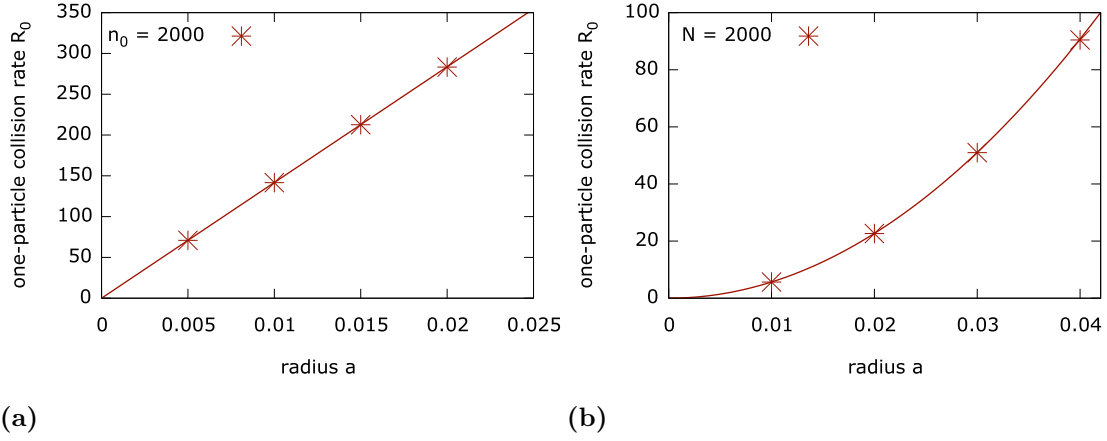 one-particle collision rate R₀
350
300
250
200
150
100
50
0
n₀ = 2000
0 0.005 0.01 0.015 0.02 0.025
radius a
(a)
one-particle collision rate R₀
100
80
60
40
20
0
N = 2000
0 0.01 0.02 0.03 0.04
radius a
(b)